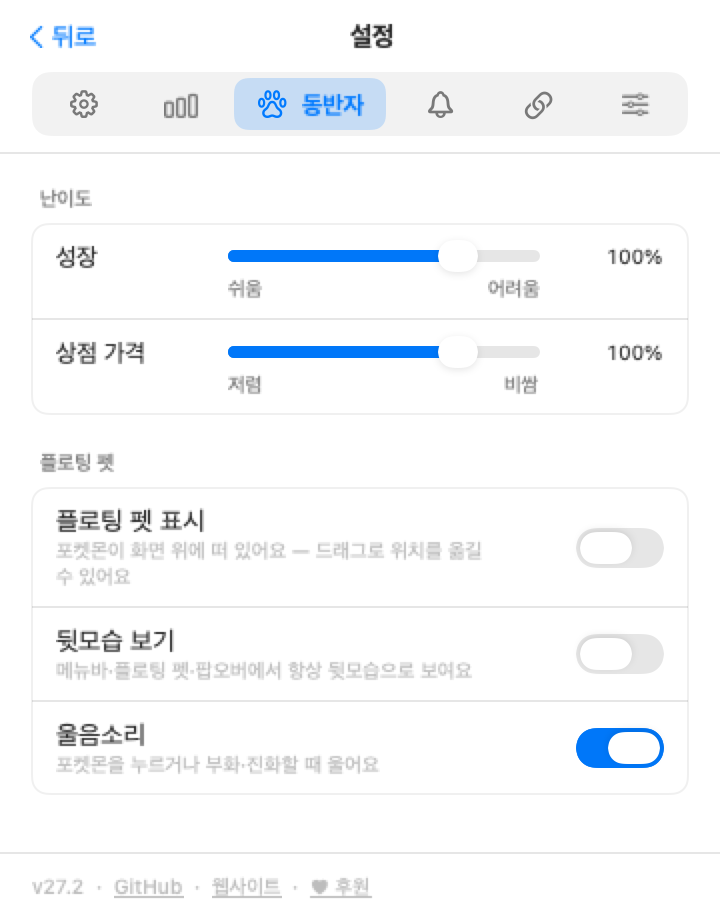 뒤로
설정
동반자
난이도
성장
100%
쉬움
어려움
상점 가격
100%
저렴
비쌈
플로팅 펫
플로팅 펫 표시
포켓몬이 화면 위에 떠 있어요 — 드래그로 위치를 옮길
수 있어요
뒷모습 보기
메뉴바·플로팅 펫·팝오버에서 항상 뒷모습으로 보여요
울음소리
포켓몬을 누르거나 부화·진화할 때 울어요
v27.2 · GitHub · 웹사이트 · ♥ 후원